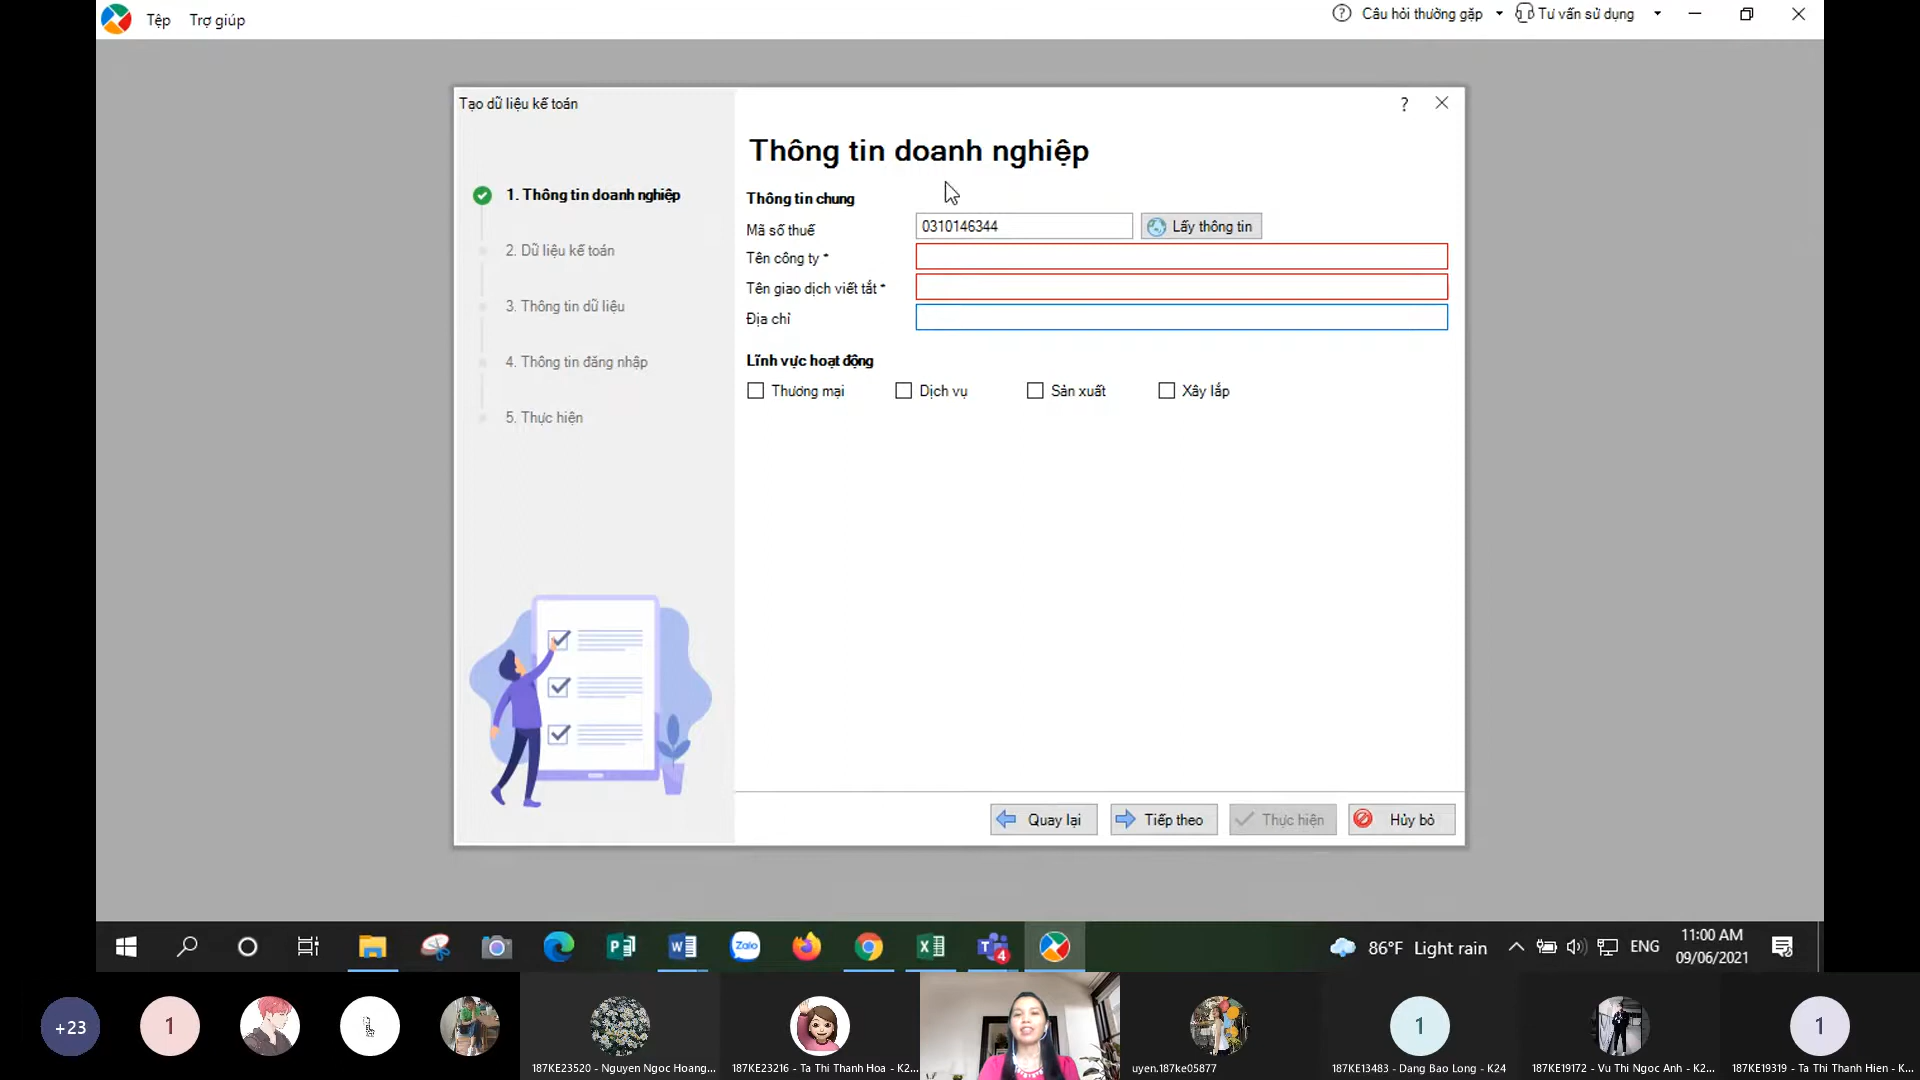 Tệp Trợ giúp
Câu hỏi thường gặp Tư vấn sử dụng
Tạo dữ liệu kế toán
?
Thông tin doanh nghiệp
1. Thông tin doanh nghiệp
2. Dữ liệu kế toán
3. Thông tin dữ liệu
4. Thông tin đăng nhập
5. Thực hiện
Thông tin chung
Mã số thuế 0310146344 Lấy thông tin
Tên công ty *
Tên giao dịch viết tắt *
Địa chỉ
Lĩnh vực hoạt động
Thương mại Dịch vụ Sản xuất Xây lắp
Quay lại Tiếp theo Thực hiện Hủy bỏ
Zalo
4
86°F Light rain
ENG
11:00 AM
09/06/2021
+23
1
187KE23520 - Nguyen Ngoc Hoang...
187KE23216 - Ta Thi Thanh Hoa - K2...
uyen.187ke05877
1
187KE13483 - Dang Bao Long - K24
187KE19172 - Vu Thi Ngoc Anh - K2...
1
187KE19319 - Ta Thi Thanh Hien - K...